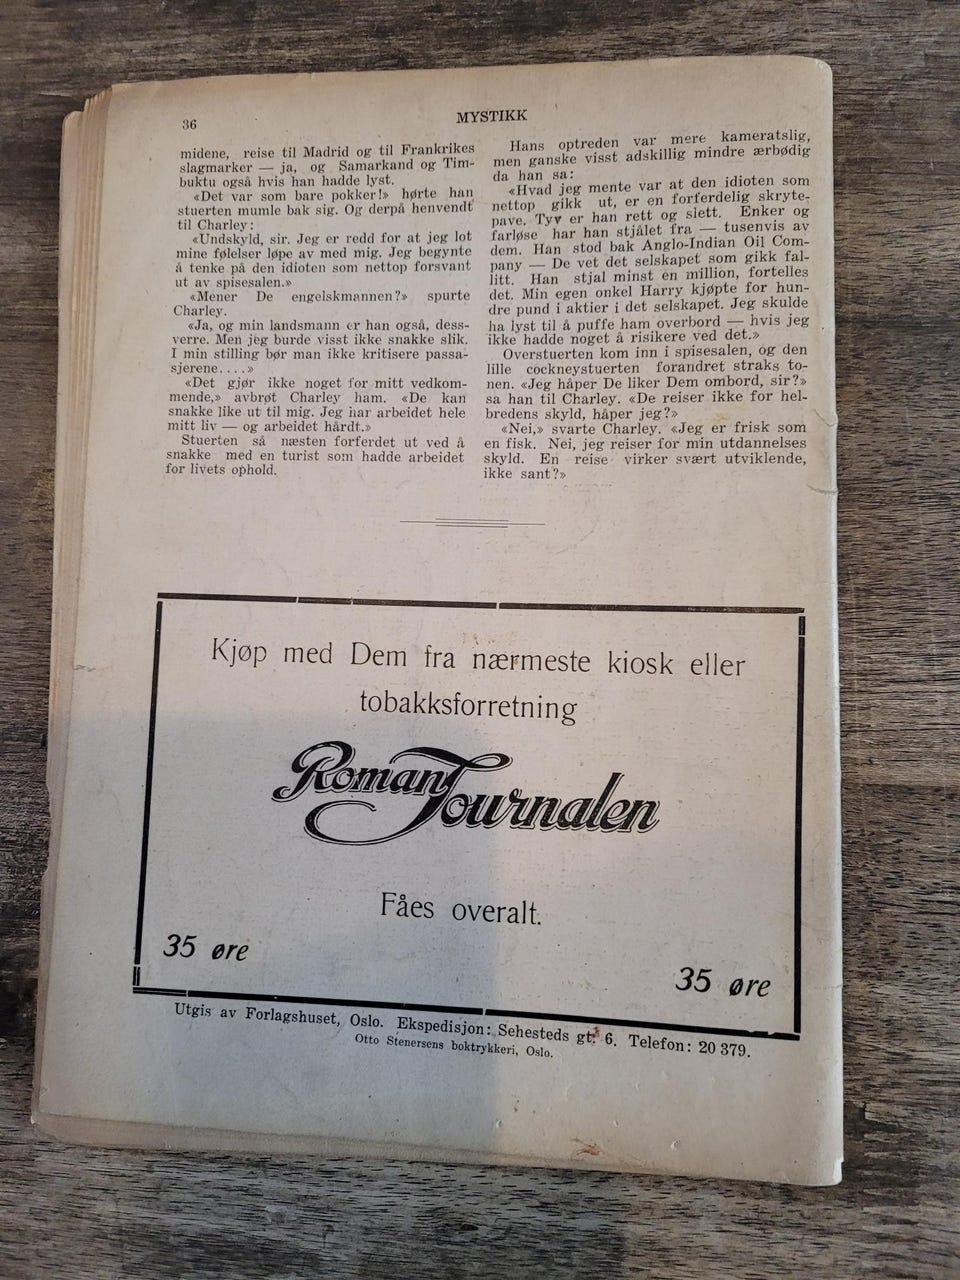 36
MYSTIKK
midene, reise til Madrid og til Frankrikes
slagmarker — ja, og Samarkand og Tim-
buktu også hvis han hadde lyst.
«Det var som bare pokker!» hørte han
stuerten mumle bak sig. Og derpå henvendt
til Charley:
«Undskyld, sir. Jeg er redd for at jeg lot
mine følelser løpe av med mig. Jeg begynte
å tenke på den idioten som nettop forsvant
ut av spisesalen.»
«Mener De engelskmannen?» spurte
Charley.
«Ja, og min landsmann er han også, dess-
verre. Men jeg burde visst ikke snakke slik.
I min stilling bør man ikke kritisere passa-
sjerene....»
«Det gjør ikke noget for mitt vedkom-
mende,» avbrøt Charley ham. «De kan
snakke like ut til mig. Jeg har arbeidet hele
mitt liv — og arbeidet hårdt.»
Stuerten så næsten forferdet ut ved å
snakke med en turist som hadde arbeidet
for livets ophold.
Hans optreden var mere kameratslig,
men ganske visst adskillig mindre ærbødig
da han sa:
«Hvad jeg mente var at den idioten som
nettop gikk ut, er en forferdelig skryte-
pave. Tyv er han rett og slett. Enker og
farløse har han stjålet fra — tusenvis av
dem. Han stod bak Anglo-Indian Oil Com-
pany — De vet det selskapet som gikk fal-
litt. Han stjal minst en million, fortelles
det. Min egen onkel Harry kjøpte for hun-
dre pund i aktier i det selskapet. Jeg skulde
ha lyst til å puffe ham overbord — hvis jeg
ikke hadde noget å risikere ved det.»
Overstuerten kom inn i spisesalen, og den
lille cockneystuerten forandret straks to-
nen. «Jeg håper De liker Dem ombord, sir?»
sa han til Charley. «De reiser ikke for hel-
bredens skyld, håper jeg?»
«Nei,» svarte Charley. «Jeg er frisk som
en fisk. Nei, jeg reiser for min utdannelses
skyld. En reise virker svært utviklende,
ikke sant?»
Kjøp med Dem fra nærmeste kiosk eller
tobakksforretning
Roman Journalen
Fåes overalt.
35 øre
35 øre
Utgis av Forlagshuset, Oslo. Ekspedisjon: Sehesteds gt. 6. Telefon: 20 379.
Otto Stenersens boktrykkeri, Oslo.